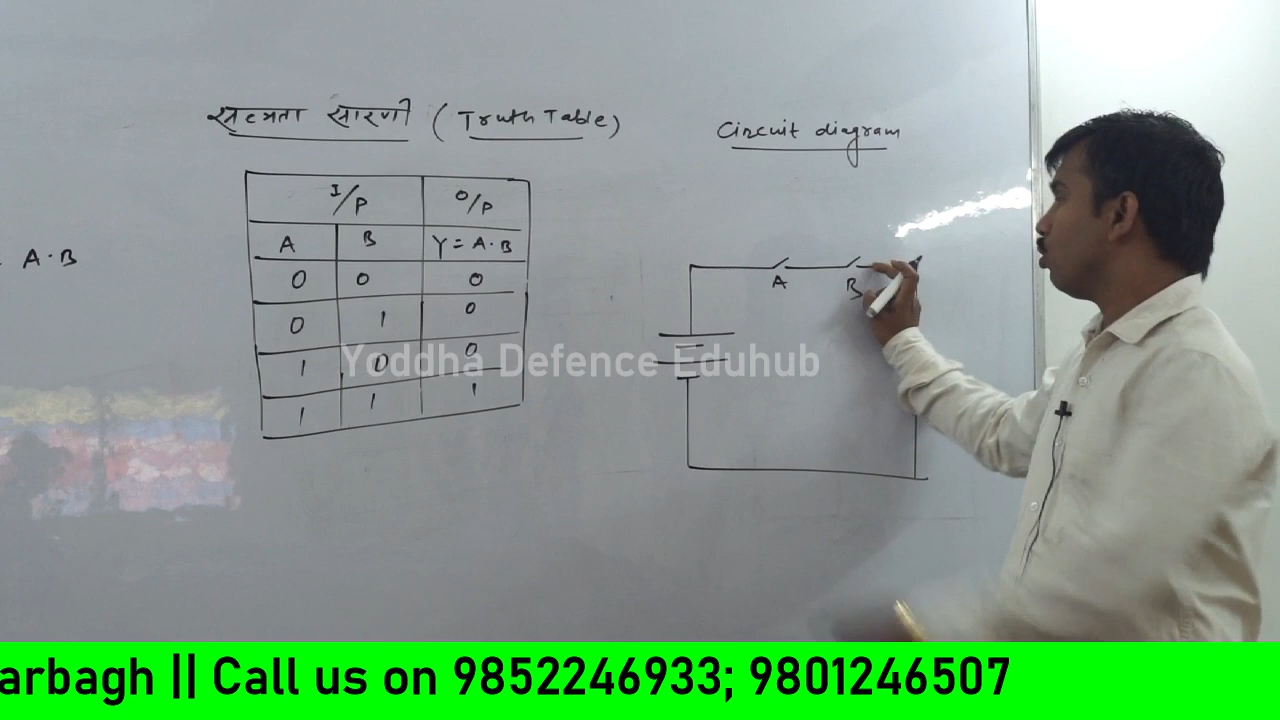 सत्यता सारणी ( Truth Table )
Circuit diagram
I/P O/P
A B Y = A·B
0 0 0
0 1 0
1 0 0
1 1 1
A·B
A B
Yoddha Defence Eduhub
arbagh || Call us on 9852246933; 9801246507